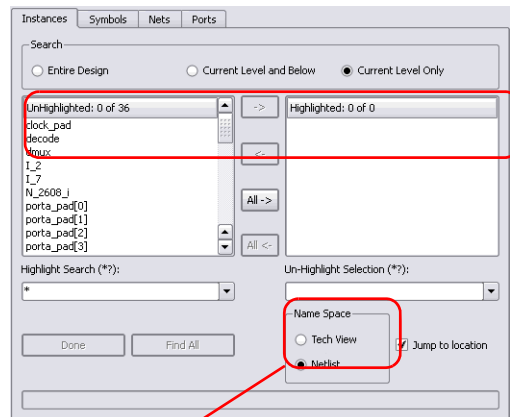 Instances Symbols Nets Ports
Search
Entire Design Current Level and Below Current Level Only
UnHighlighted: 0 of 36 -> Highlighted: 0 of 0
clock_pad
decode
dmux <-
I_2
I_7
N_2608_i
porta_pad[0] All ->
porta_pad[1]
porta_pad[2]
porta_pad[3] All <-
Highlight Search (*?): Un-Highlight Selection (*?):
*
Name Space
Done Find All Tech View Jump to location
Netlist